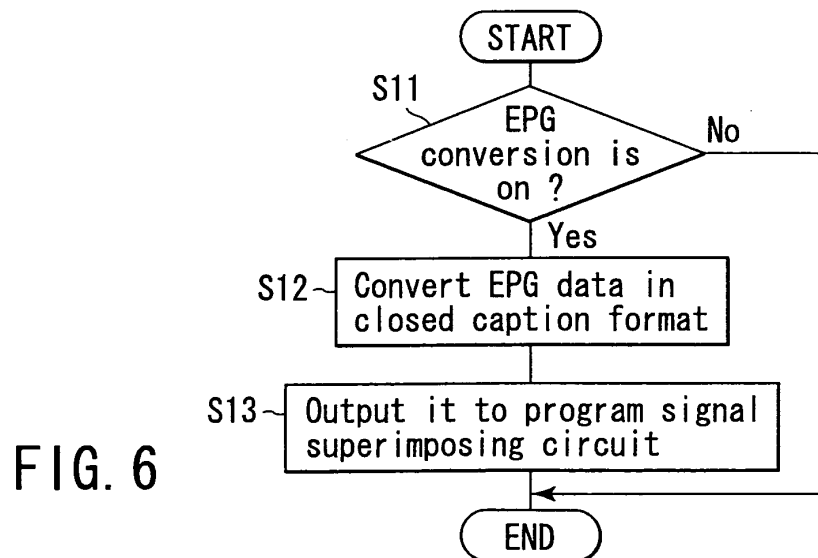 START
S11
EPG
conversion is
on ?
No
Yes
S12
Convert EPG data in
closed caption format
S13
Output it to program signal
superimposing circuit
FIG. 6
END